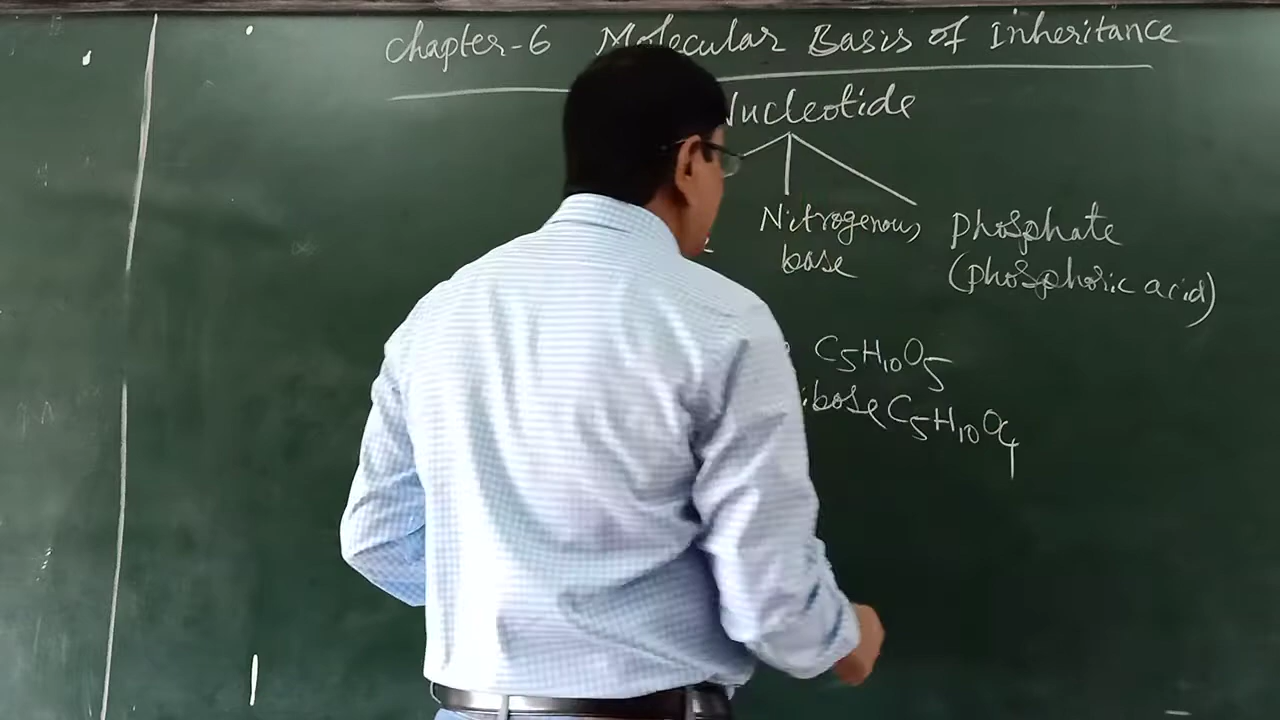 Chapter-6 Molecular Basis of Inheritance
Nucleotide
Nitrogenous Phosphate
base (phosphoric acid)
C5H10O5
ibose C5H10O4